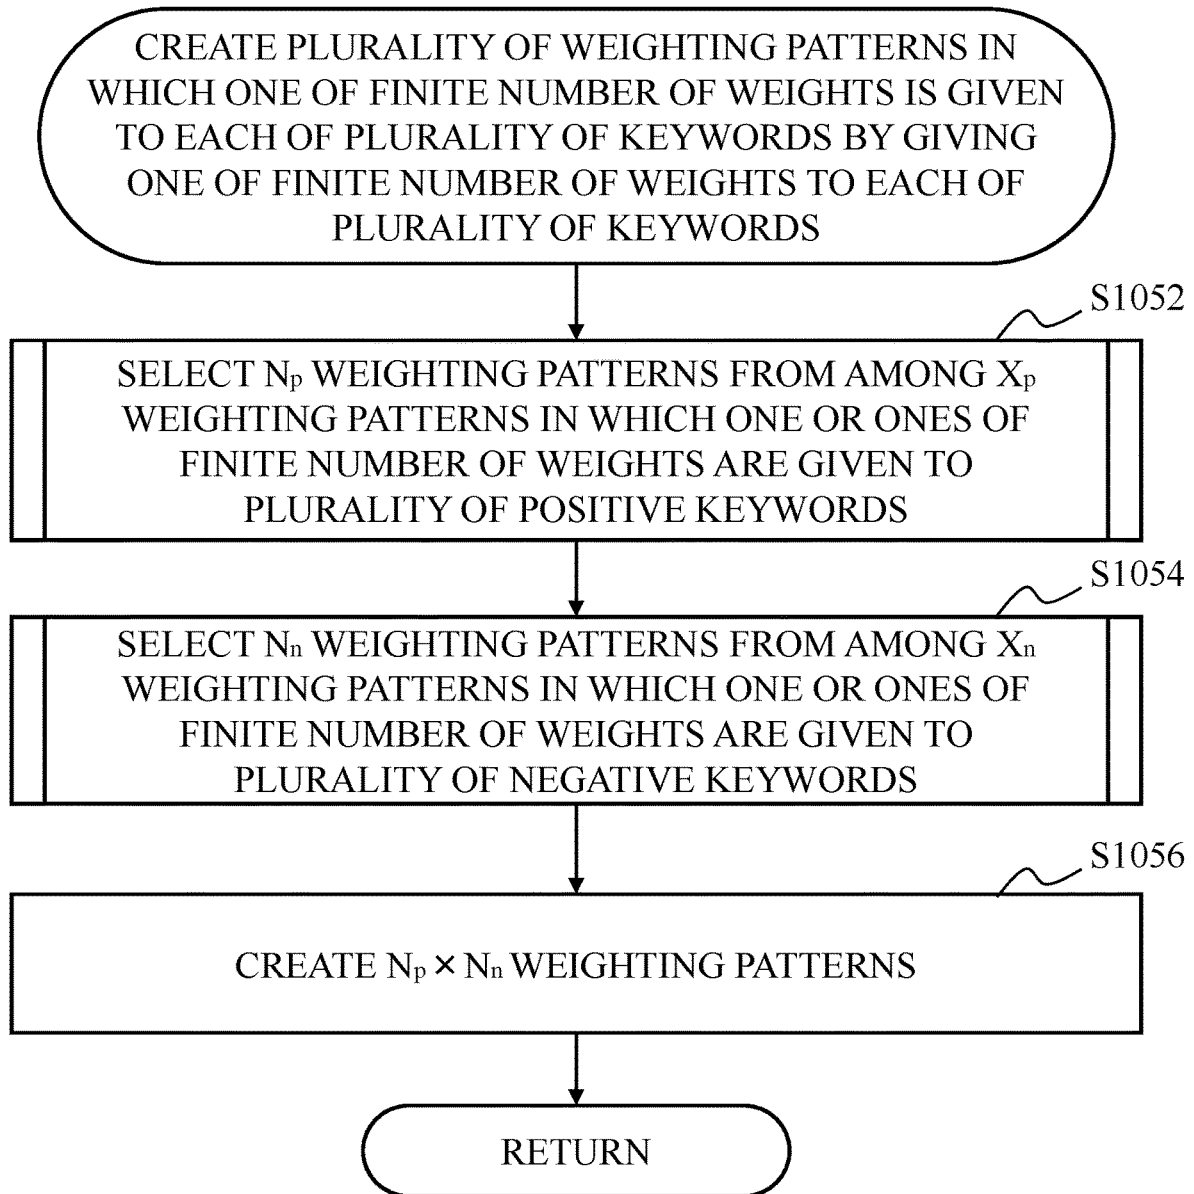 CREATE PLURALITY OF WEIGHTING PATTERNS IN
WHICH ONE OF FINITE NUMBER OF WEIGHTS IS GIVEN
TO EACH OF PLURALITY OF KEYWORDS BY GIVING
ONE OF FINITE NUMBER OF WEIGHTS TO EACH OF
PLURALITY OF KEYWORDS
S1052
SELECT Np WEIGHTING PATTERNS FROM AMONG Xp
WEIGHTING PATTERNS IN WHICH ONE OR ONES OF
FINITE NUMBER OF WEIGHTS ARE GIVEN TO
PLURALITY OF POSITIVE KEYWORDS
S1054
SELECT Nn WEIGHTING PATTERNS FROM AMONG Xn
WEIGHTING PATTERNS IN WHICH ONE OR ONES OF
FINITE NUMBER OF WEIGHTS ARE GIVEN TO
PLURALITY OF NEGATIVE KEYWORDS
S1056
CREATE Np × Nn WEIGHTING PATTERNS
RETURN